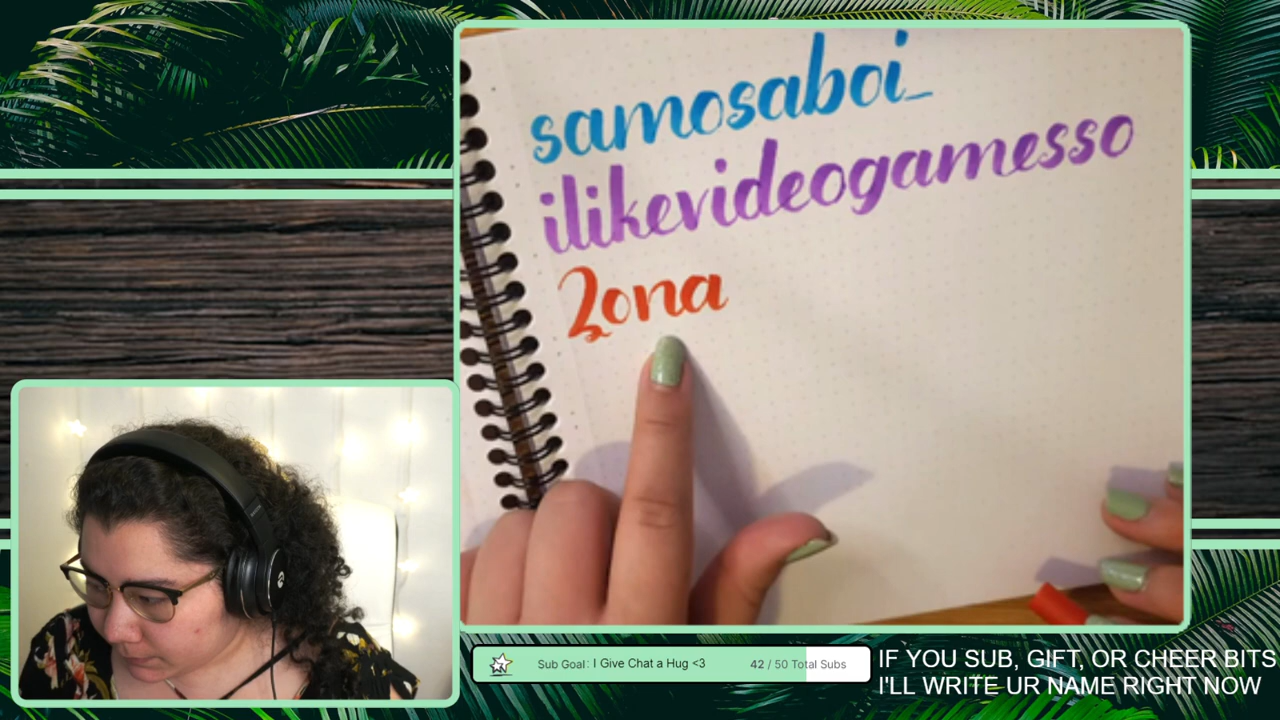 samosaboi_
ilikevideogamesso
Zona
Sub Goal: I Give Chat a Hug <3 42 / 50 Total Subs
IF YOU SUB, GIFT, OR CHEER BITS
I'LL WRITE UR NAME RIGHT NOW